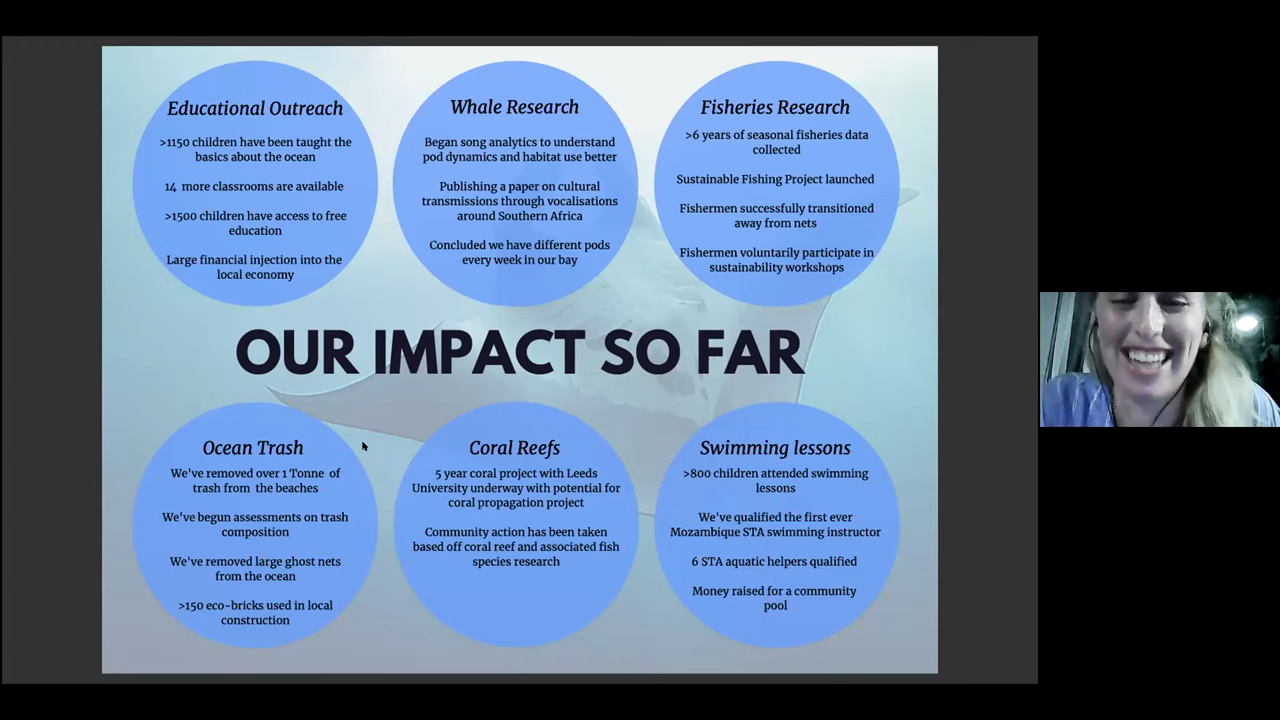 Educational Outreach
>1150 children have been taught the
basics about the ocean
14 more classrooms are available
>1500 children have access to free
education
Large financial injection into the
local economy
Whale Research
Began song analytics to understand
pod dynamics and habitat use better
Publishing a paper on cultural
transmissions through vocalisations
around Southern Africa
Concluded we have different pods
every week in our bay
Fisheries Research
>6 years of seasonal fisheries data
collected
Sustainable Fishing Project launched
Fishermen successfully transitioned
away from nets
Fishermen voluntarily participate in
sustainability workshops
OUR IMPACT SO FAR
Ocean Trash
We've removed over 1 Tonne of
trash from the beaches
We've begun assessments on trash
composition
We've removed large ghost nets
from the ocean
>150 eco-bricks used in local
construction
Coral Reefs
5 year coral project with Leeds
University underway with potential for
coral propagation project
Community action has been taken
based off coral reef and associated fish
species research
Swimming lessons
>800 children attended swimming
lessons
We've qualified the first ever
Mozambique STA swimming instructor
6 STA aquatic helpers qualified
Money raised for a community
pool